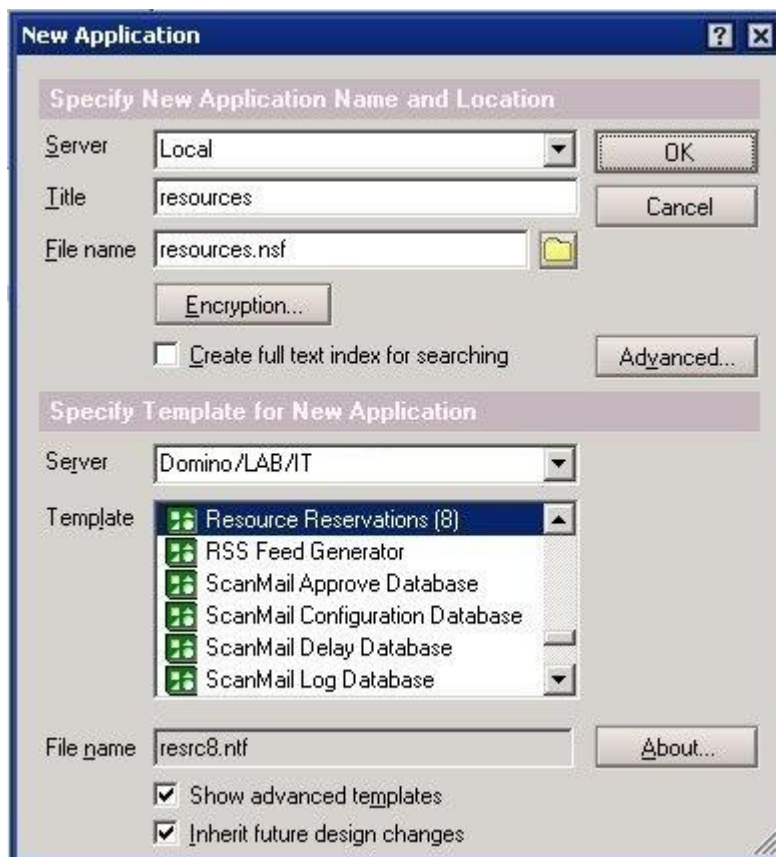 New Application
Specify New Application Name and Location
Server Local OK
Title resources Cancel
File name resources.nsf
Encryption...
Create full text index for searching Advanced...
Specify Template for New Application
Server Domino/LAB/IT
Template Resource Reservations (8)
RSS Feed Generator
ScanMail Approve Database
ScanMail Configuration Database
ScanMail Delay Database
ScanMail Log Database
File name resrc8.ntf About...
Show advanced templates
Inherit future design changes